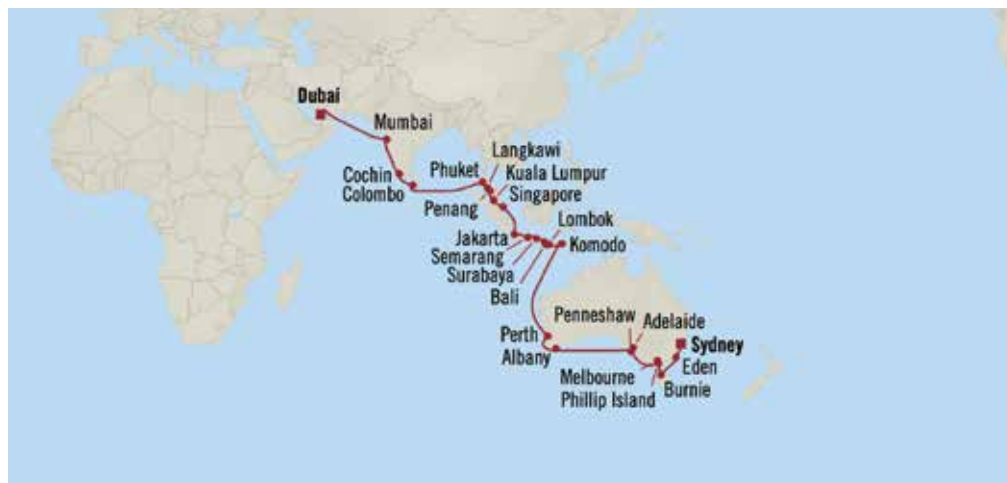 Dubai
Mumbai
Langkawi
Phuket
Kuala Lumpur
Cochin
Singapore
Colombo
Penang
Lombok
Jakarta
Komodo
Semarang
Surabaya
Bali
Penneshaw
Adelaide
Perth
Sydney
Albany
Eden
Melbourne
Burnie
Phillip Island